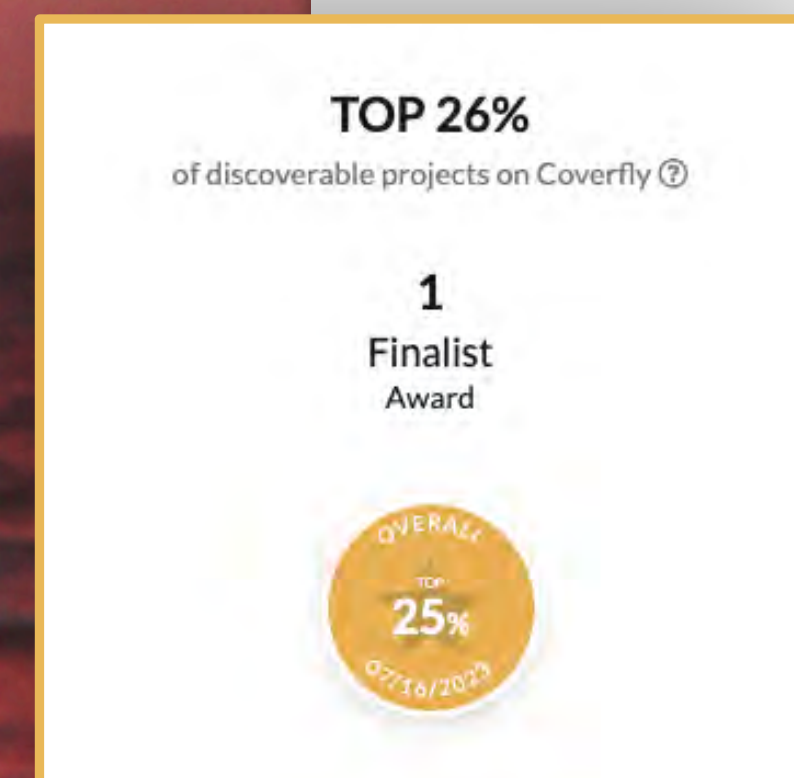 TOP 26%
of discoverable projects on Coverfly ?
1
Finalist
Award
OVERALL
TOP
25%
07/16/2023